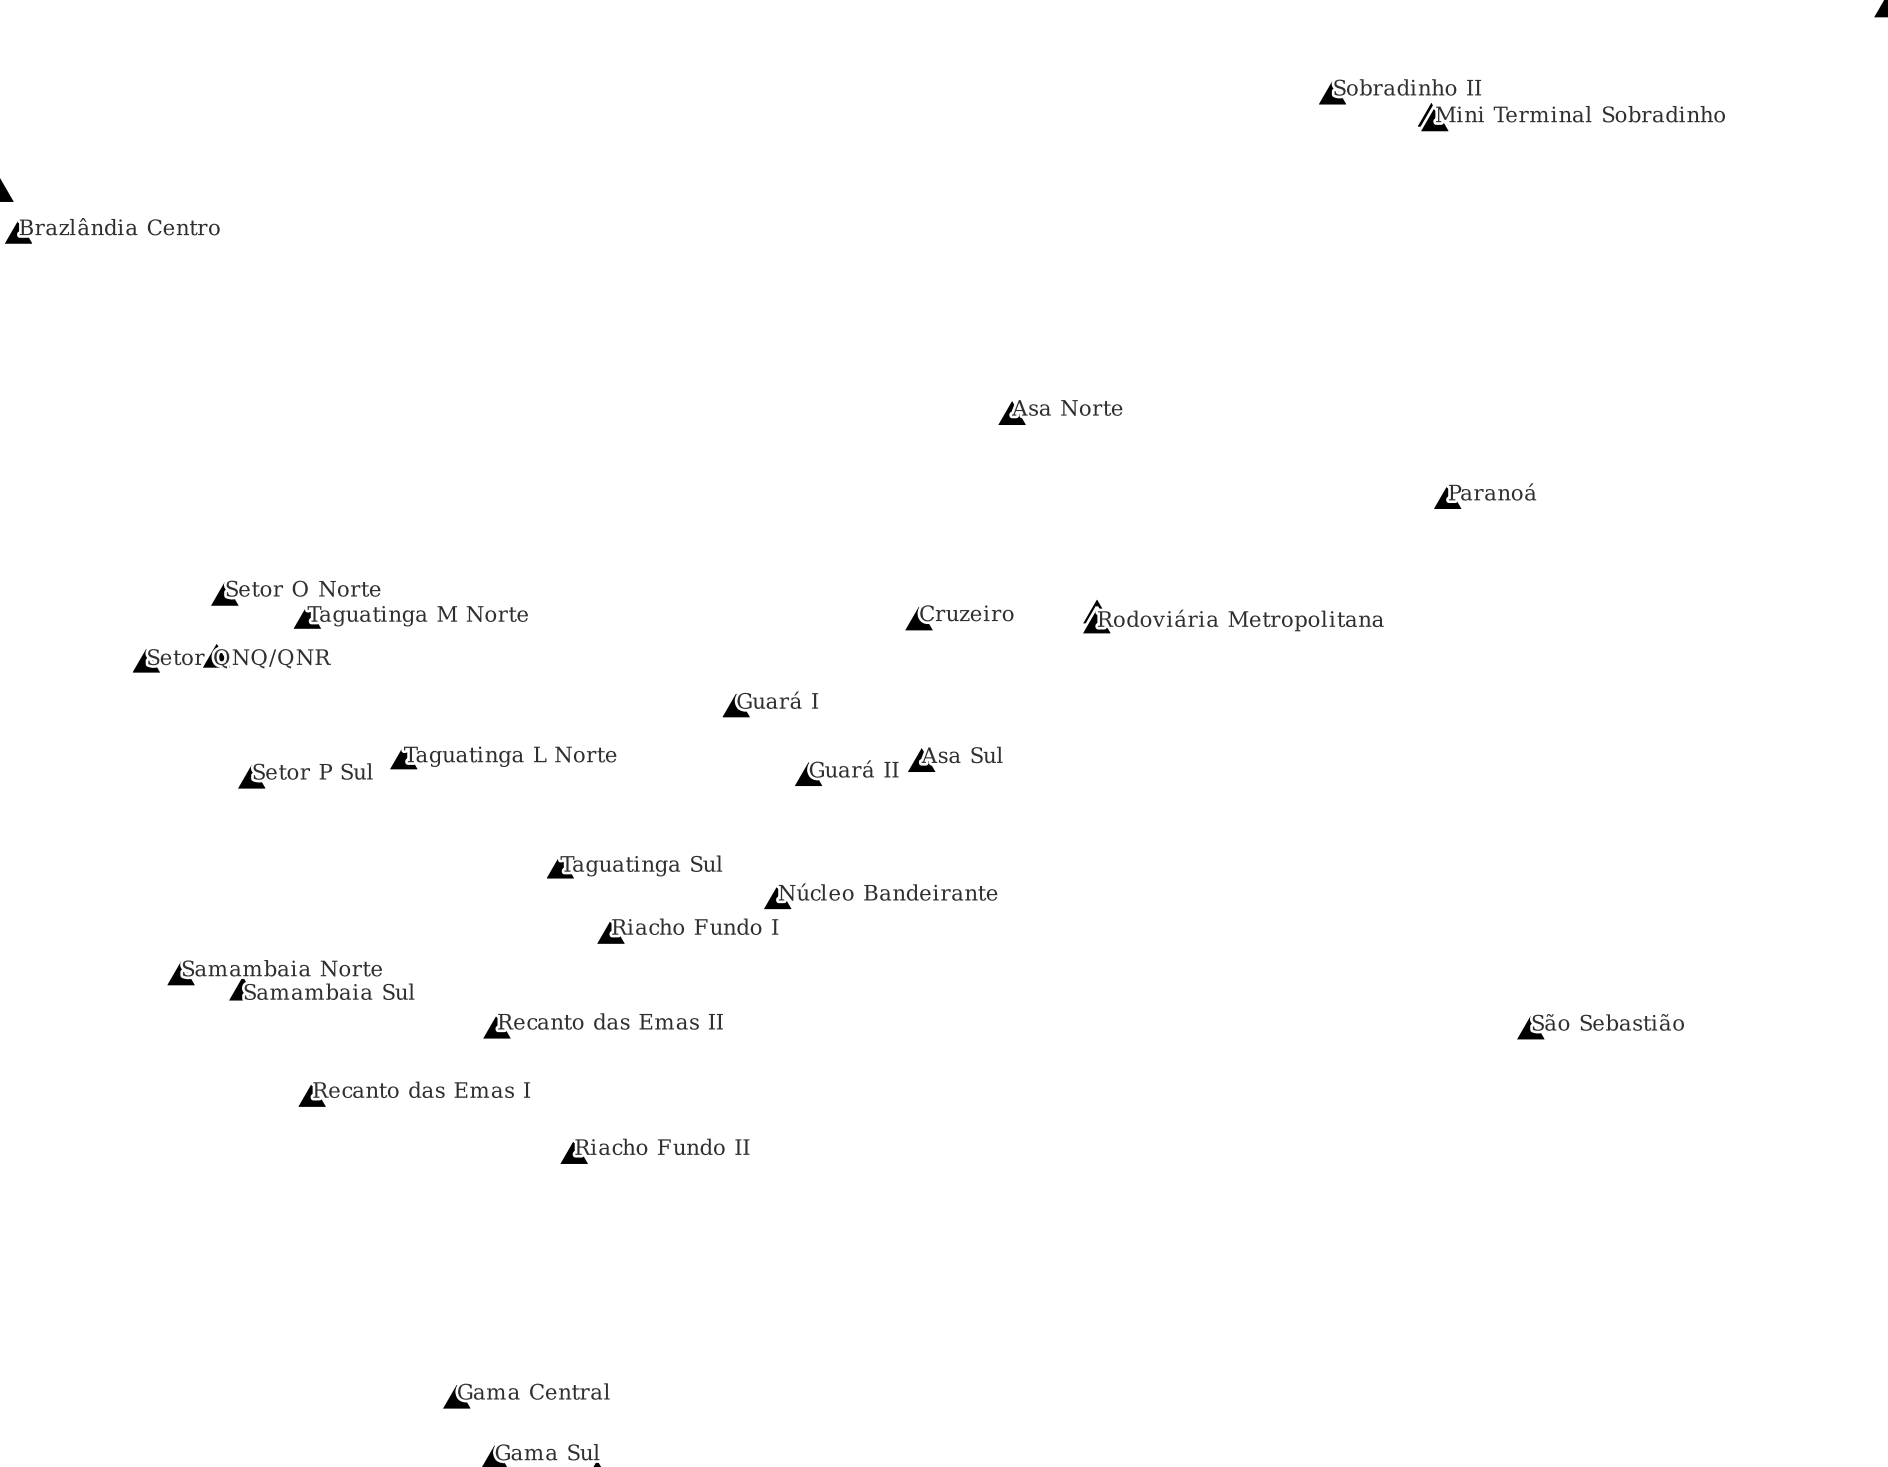 Sobradinho II
Mini Terminal Sobradinho
Brazlândia Centro
Asa Norte
Paranoá
Setor O Norte
Taguatinga M Norte
Cruzeiro
Rodoviária Metropolitana
Setor QNQ/QNR
Guará I
Taguatinga L Norte
Asa Sul
Setor P Sul
Guará II
Taguatinga Sul
Núcleo Bandeirante
Riacho Fundo I
Samambaia Norte
Samambaia Sul
Recanto das Emas II
São Sebastião
Recanto das Emas I
Riacho Fundo II
Gama Central
Gama Sul